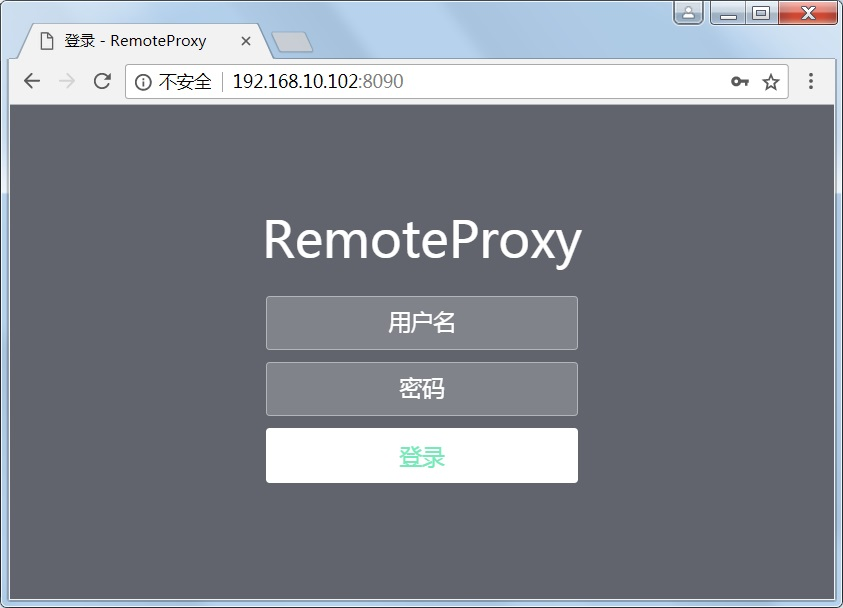 登录 - RemoteProxy
不安全 192.168.10.102:8090
RemoteProxy
用户名
密码
登录